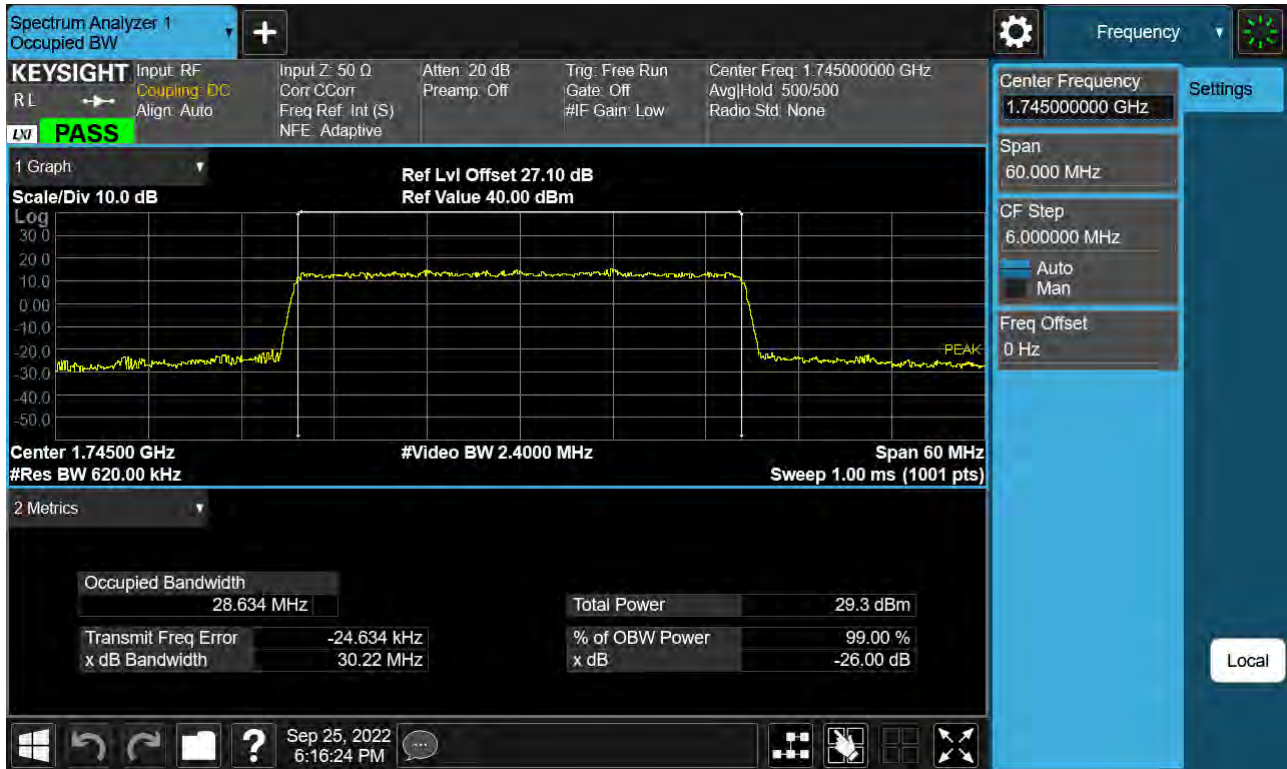 Spectrum Analyzer 1
Occupied BW
+
Frequency
KEYSIGHT
RL
LXI
PASS
Input: RF
Coupling: DC
Align: Auto
Input Z: 50 Ω
Corr CCorr
Freq Ref: Int (S)
NFE: Adaptive
Atten: 20 dB
Preamp: Off
Trig: Free Run
Gate: Off
#IF Gain: Low
Center Freq: 1.745000000 GHz
Avg|Hold: 500/500
Radio Std: None
Center Frequency
1.745000000 GHz
Settings
Span
60.000 MHz
CF Step
6.000000 MHz
Auto
Man
Freq Offset
0 Hz
1 Graph
Scale/Div 10.0 dB
Ref Lvl Offset 27.10 dB
Ref Value 40.00 dBm
Log
30.0
20.0
10.0
0.00
-10.0
-20.0
-30.0
-40.0
-50.0
PEAK
Center 1.74500 GHz
#Video BW 2.4000 MHz
Span 60 MHz
#Res BW 620.00 kHz
Sweep 1.00 ms (1001 pts)
2 Metrics
Occupied Bandwidth
28.634 MHz
Total Power 29.3 dBm
Transmit Freq Error -24.634 kHz
% of OBW Power 99.00 %
x dB Bandwidth 30.22 MHz
x dB -26.00 dB
Local
?
Sep 25, 2022
6:16:24 PM